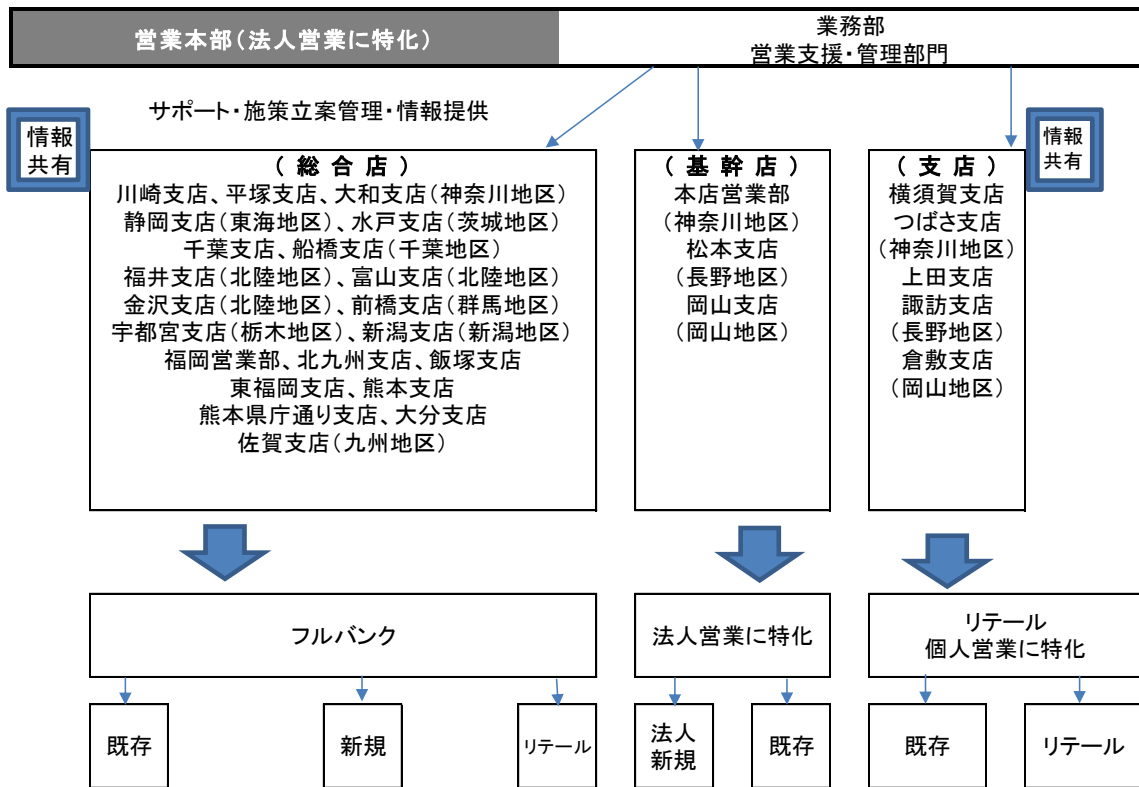 営業本部(法人営業に特化)
業務部
営業支援・管理部門
サポート・施策立案管理・情報提供
情報
共有
情報
共有
( 総 合 店 )
川崎支店、平塚支店、大和支店(神奈川地区)
静岡支店(東海地区)、水戸支店(茨城地区)
千葉支店、船橋支店(千葉地区)
福井支店(北陸地区)、富山支店(北陸地区)
金沢支店(北陸地区)、前橋支店(群馬地区)
宇都宮支店(栃木地区)、新潟支店(新潟地区)
福岡営業部、北九州支店、飯塚支店
東福岡支店、熊本支店
熊本県庁通り支店、大分支店
佐賀支店(九州地区)
( 基 幹 店 )
本店営業部
(神奈川地区)
松本支店
(長野地区)
岡山支店
(岡山地区)
( 支 店 )
横須賀支店
つばさ支店
(神奈川地区)
上田支店
諏訪支店
(長野地区)
倉敷支店
(岡山地区)
フルバンク
法人営業に特化
リテール
個人営業に特化
既存
新規
リテール
法人
新規
既存
既存
リテール